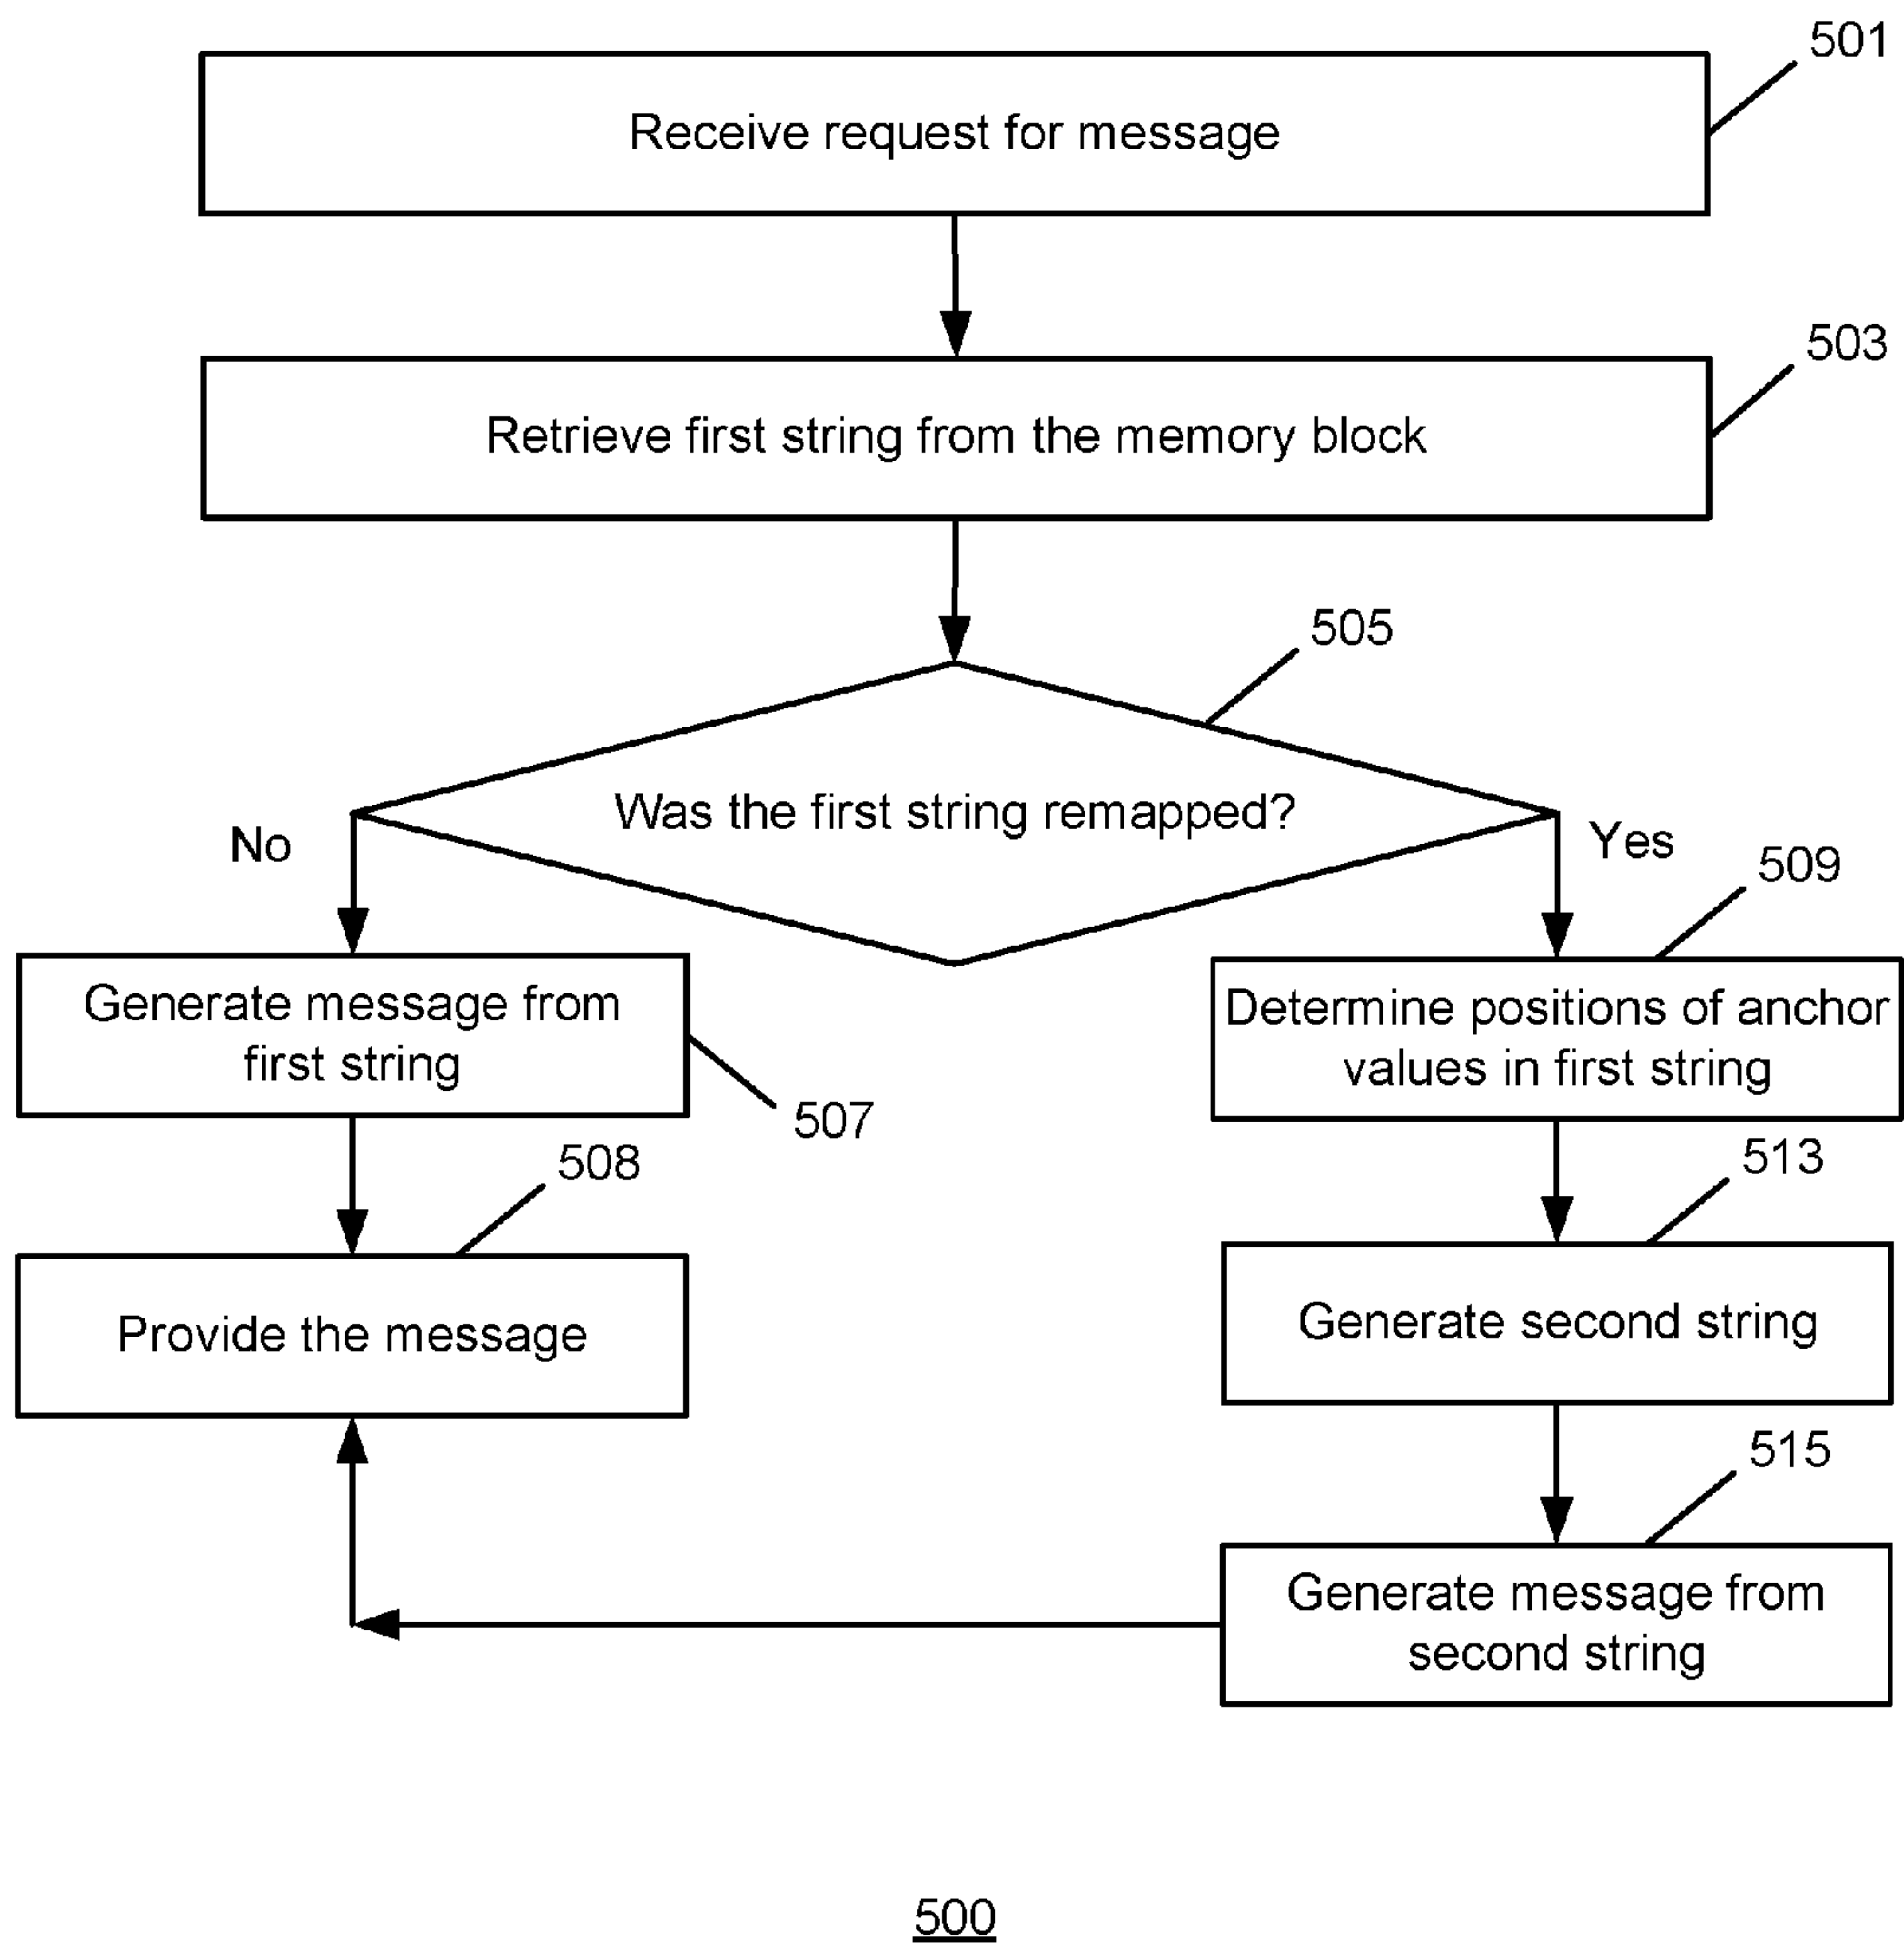 501
Receive request for message
503
Retrieve first string from the memory block
505
Was the first string remapped?
No
Yes
509
Generate message from
first string
507
Determine positions of anchor
values in first string
508
Provide the message
513
Generate second string
515
Generate message from
second string
500